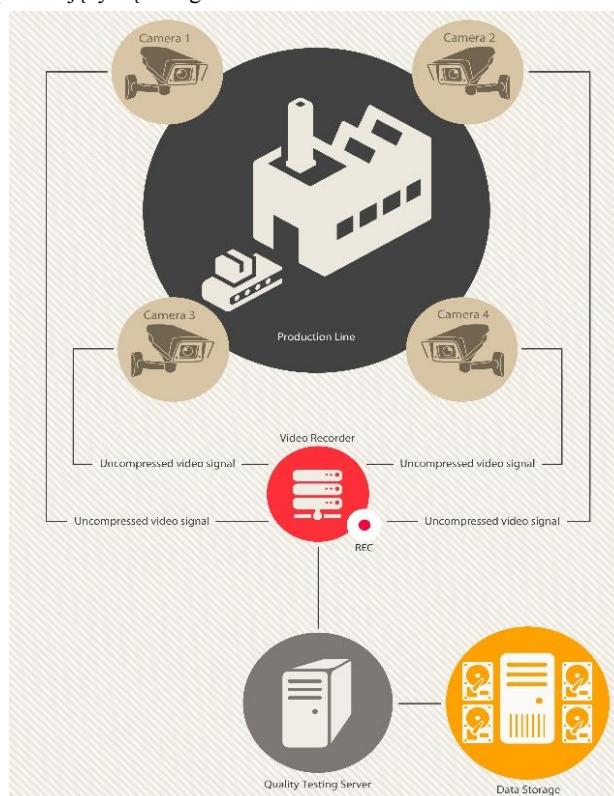 Camera 1
Camera 2
Camera 3
Camera 4
Production Line
Video Recorder
Uncompressed video signal
Uncompressed video signal
Uncompressed video signal
Uncompressed video signal
REC
Quality Testing Server
Data Storage